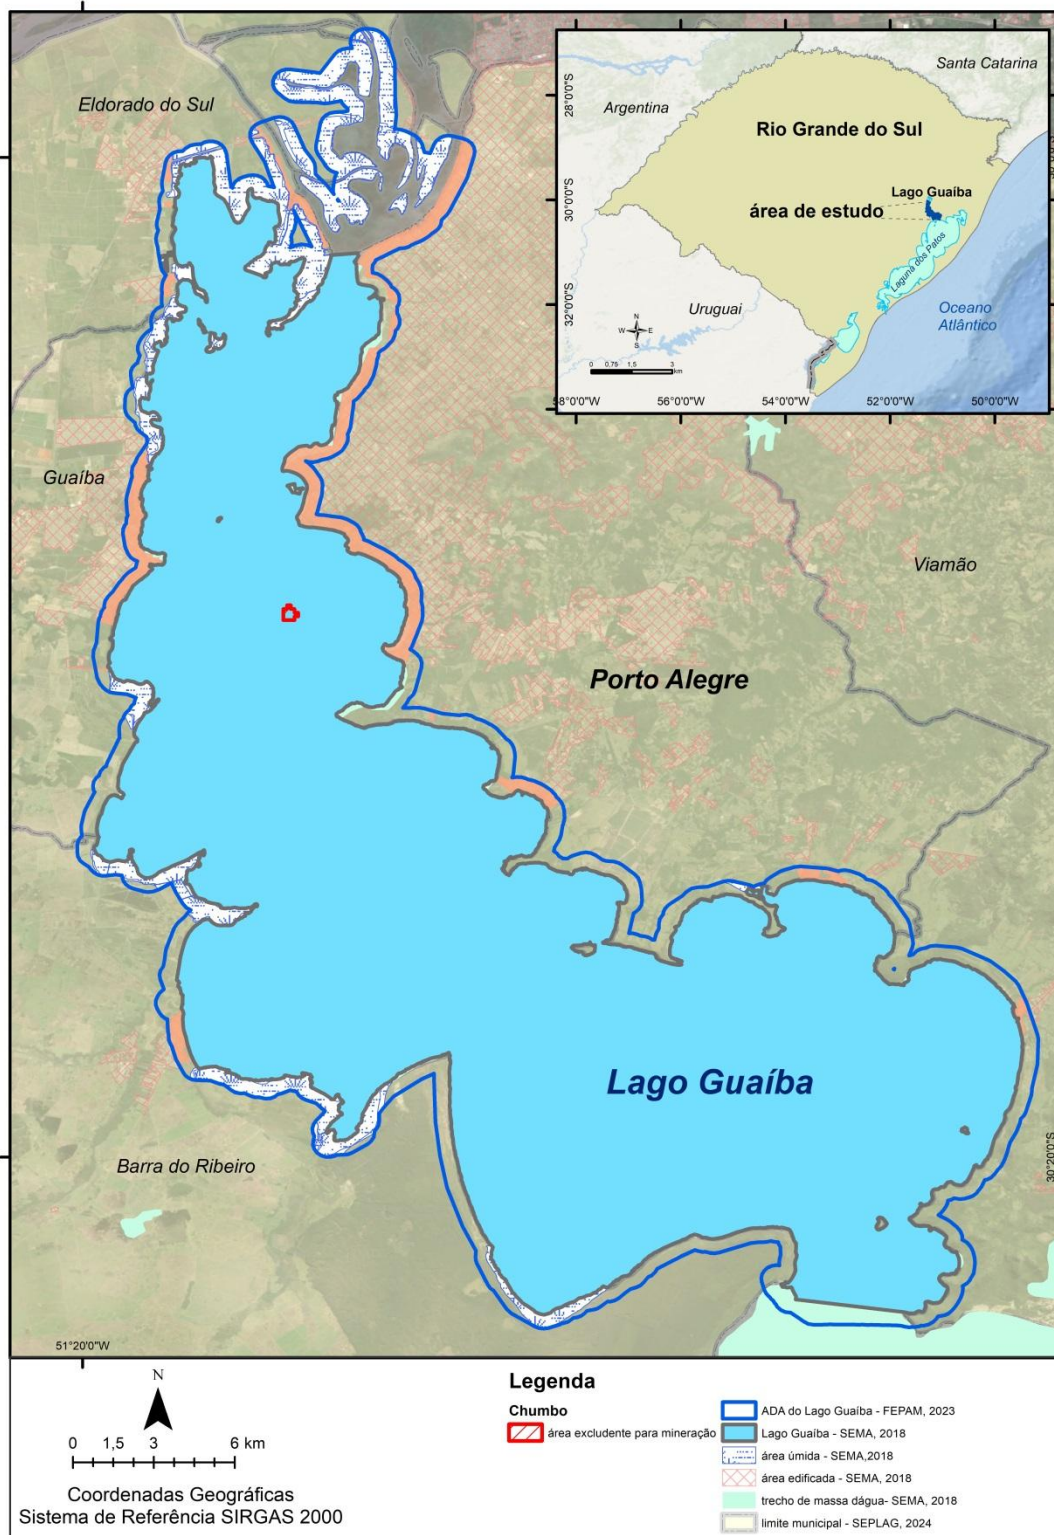 Eldorado do Sul
Guaíba
Viamão
Porto Alegre
Lago Guaíba
Barra do Ribeiro
51°20'0"W
30°20'0"S
Santa Catarina
Argentina
Rio Grande do Sul
Lago Guaíba
área de estudo
Laguna dos Patos
Uruguai
Oceano
Atlântico
N
W E
S
0 0,75 1,5 3
km
28°0'0"S
30°0'0"S
32°0'0"S
58°0'0"W 56°0'0"W 54°0'0"W 52°0'0"W 50°0'0"W
N
0 1,5 3 6 km
Coordenadas Geográficas
Sistema de Referência SIRGAS 2000
Legenda
Chumbo
área excludente para mineração
ADA do Lago Guaíba - FEPAM, 2023
Lago Guaíba - SEMA, 2018
área úmida - SEMA,2018
área edificada - SEMA, 2018
trecho de massa dágua- SEMA, 2018
limite municipal - SEPLAG, 2024